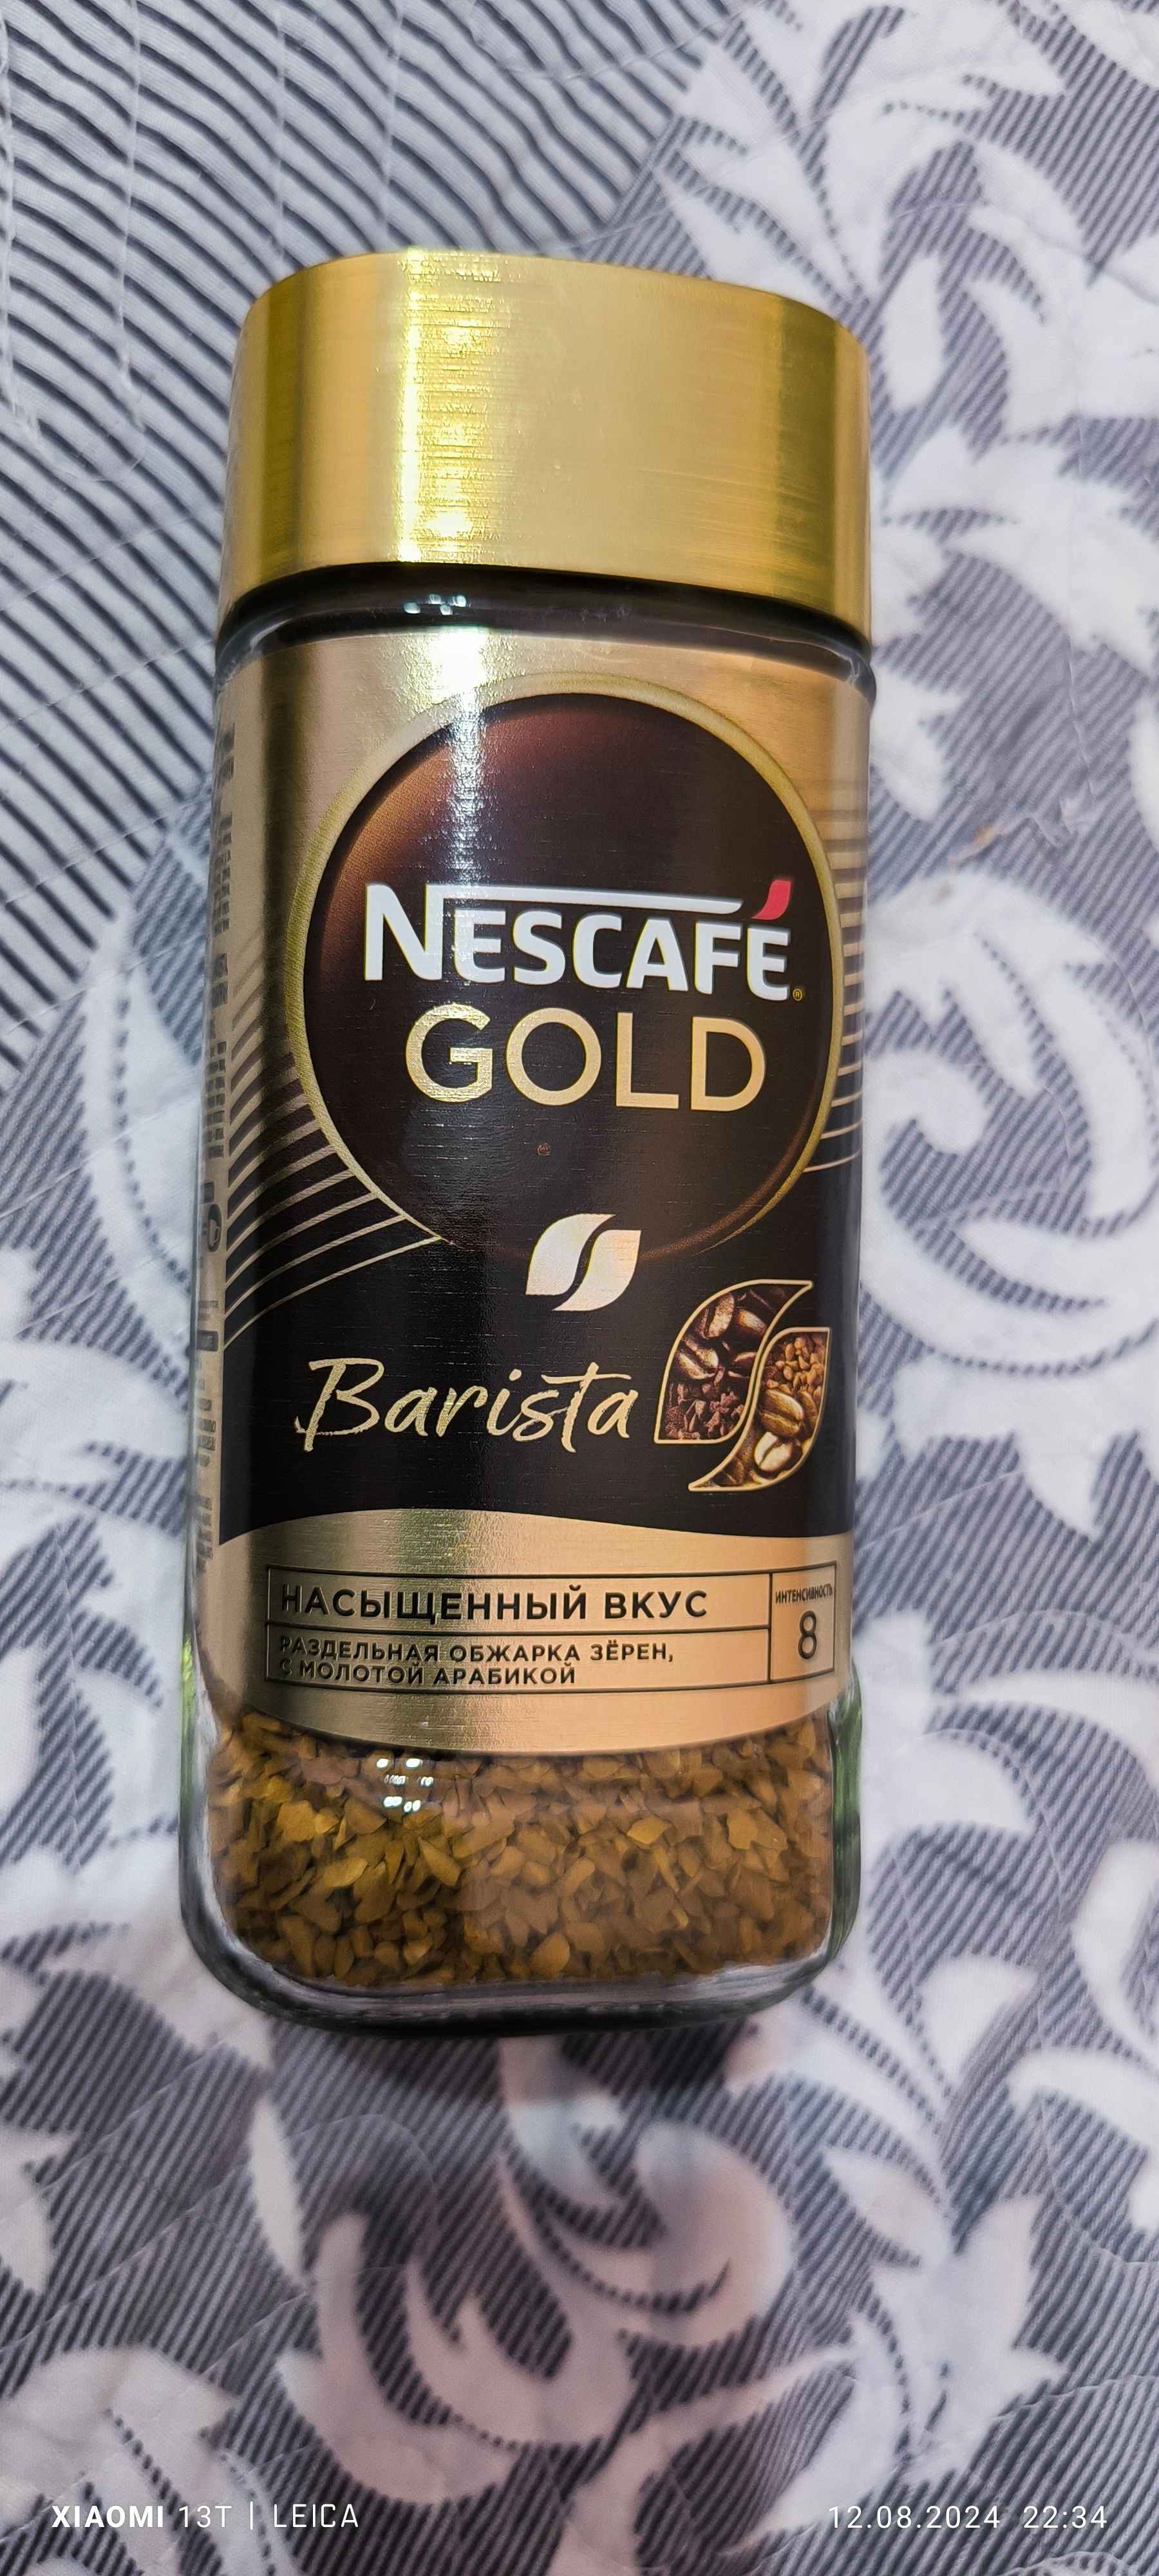 NESCAFÉ®
GOLD
Barista
НАСЫЩЕННЫЙ ВКУС
РАЗДЕЛЬНАЯ ОБЖАРКА ЗЁРЕН,
С МОЛОТОЙ АРАБИКОЙ
ИНТЕНСИВНОСТЬ
8
XIAOMI 13T | LEICA
12.08.2024 22:34